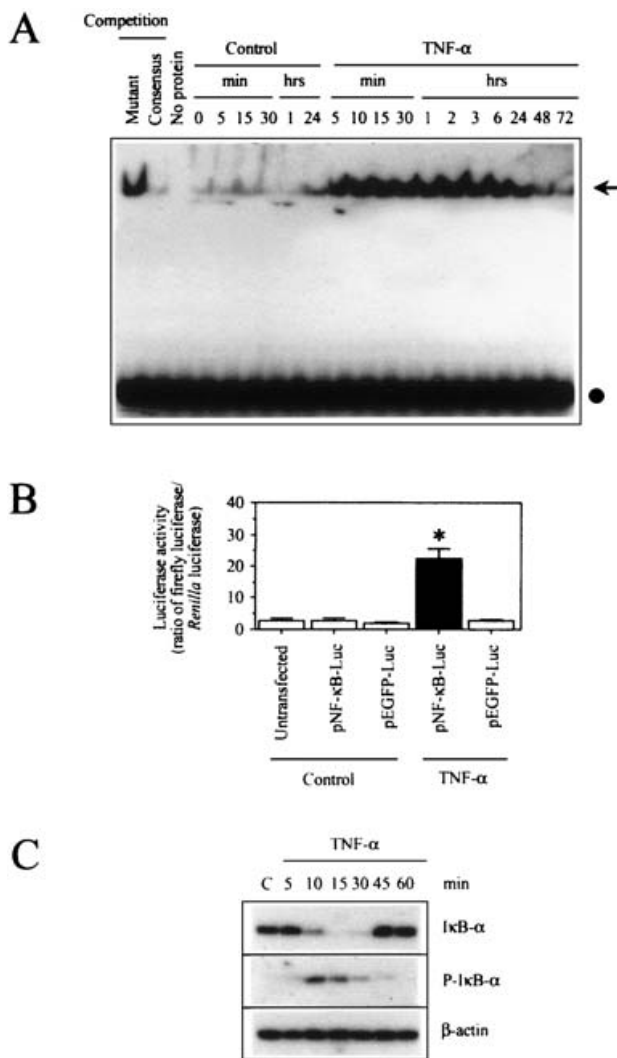 A
Competition
Control
TNF-α
min
hrs
min
hrs
Mutant
Consensus
No protein
0 5 15 30 1 24 5 10 15 30 1 2 3 6 24 48 72
B
Luciferase activity
(ratio of firefly luciferase/
Renilla luciferase)
40
30
20
10
0
*
Untransfected
pNF-κB-Luc
pEGFP-Luc
pNF-κB-Luc
pEGFP-Luc
Control
TNF-α
C
TNF-α
C 5 10 15 30 45 60 min
IκB-α
P-IκB-α
β-actin